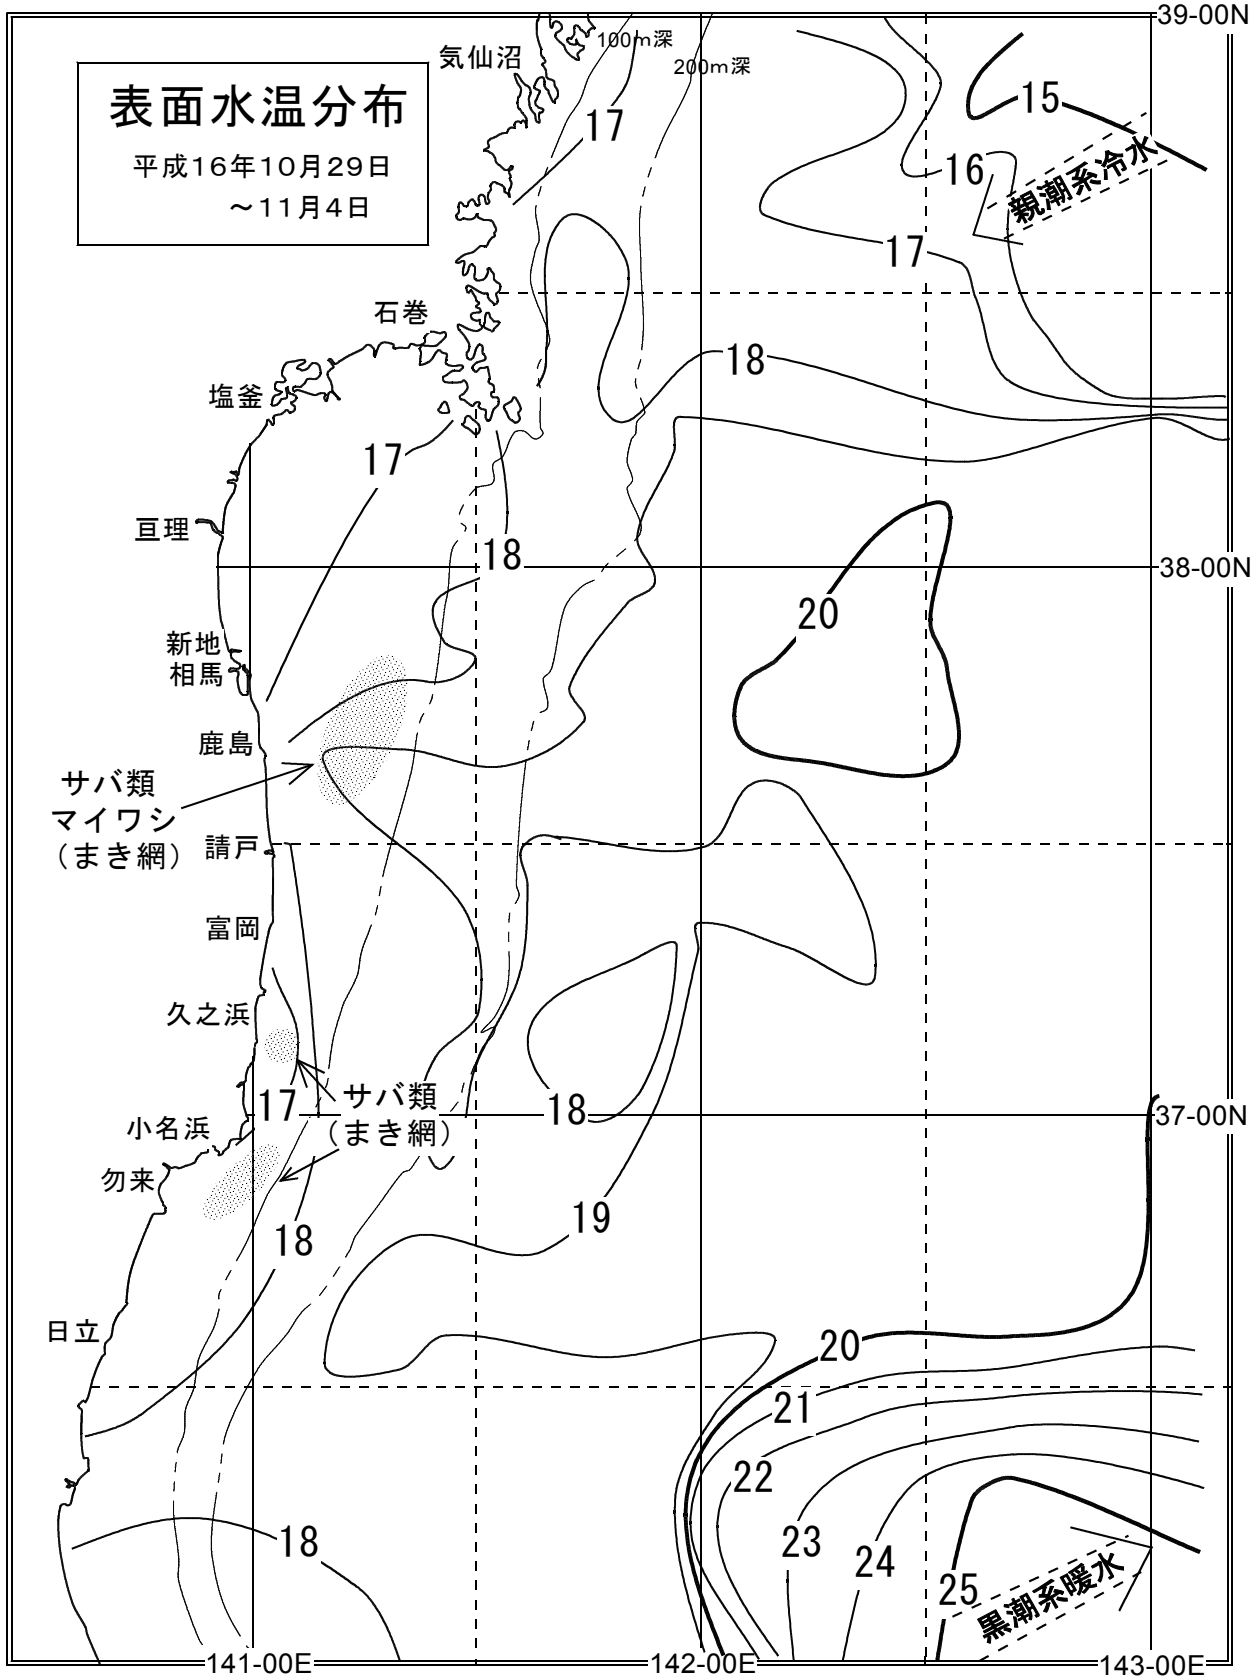 39-00N
100m深
気仙沼
200m深
表面水温分布
平成16年10月29日
～11月4日
15
17
16
親潮系冷水
17
石巻
18
塩釜
17
亘理
18
38-00N
20
新地
相馬
鹿島
サバ類
マイワシ
（まき網）
請戸
富岡
久之浜
17
サバ類
（まき網）
18
37-00N
小名浜
勿来
19
18
日立
20
21
22
18
23
24
25
黒潮系暖水
141-00E
142-00E
143-00E